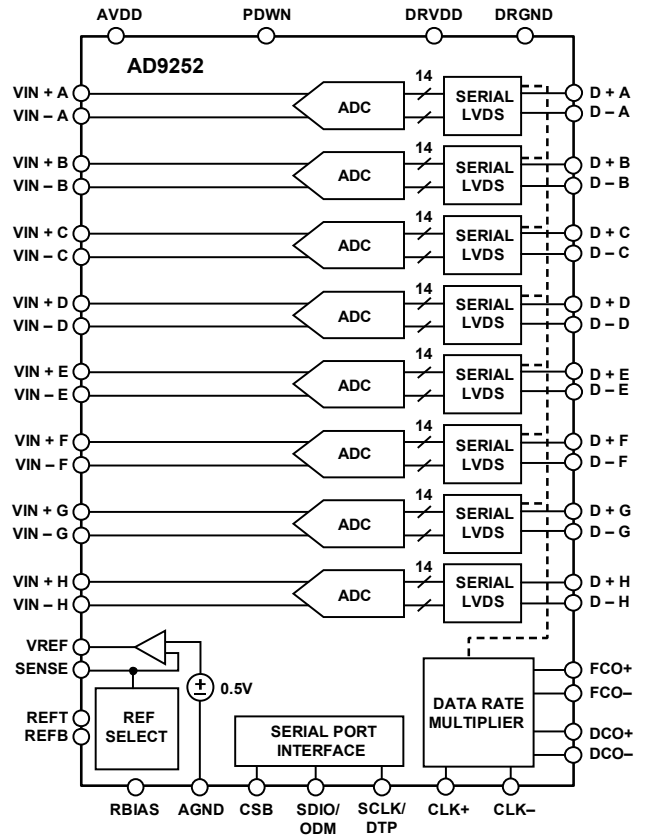 AVDD PDWN DRVDD DRGND
AD9252
VIN + A
VIN – A
ADC
14
SERIAL
LVDS
D + A
D – A
VIN + B
VIN – B
ADC
14
SERIAL
LVDS
D + B
D – B
VIN + C
VIN – C
ADC
14
SERIAL
LVDS
D + C
D – C
VIN + D
VIN – D
ADC
14
SERIAL
LVDS
D + D
D – D
VIN + E
VIN – E
ADC
14
SERIAL
LVDS
D + E
D – E
VIN + F
VIN – F
ADC
14
SERIAL
LVDS
D + F
D – F
VIN + G
VIN – G
ADC
14
SERIAL
LVDS
D + G
D – G
VIN + H
VIN – H
ADC
14
SERIAL
LVDS
D + H
D – H
VREF
SENSE
REFT
REFB
REF
SELECT
+
–
0.5V
SERIAL PORT
INTERFACE
DATA RATE
MULTIPLIER
FCO+
FCO–
DCO+
DCO–
RBIAS
AGND
CSB
SDIO/
ODM
SCLK/
DTP
CLK+
CLK–